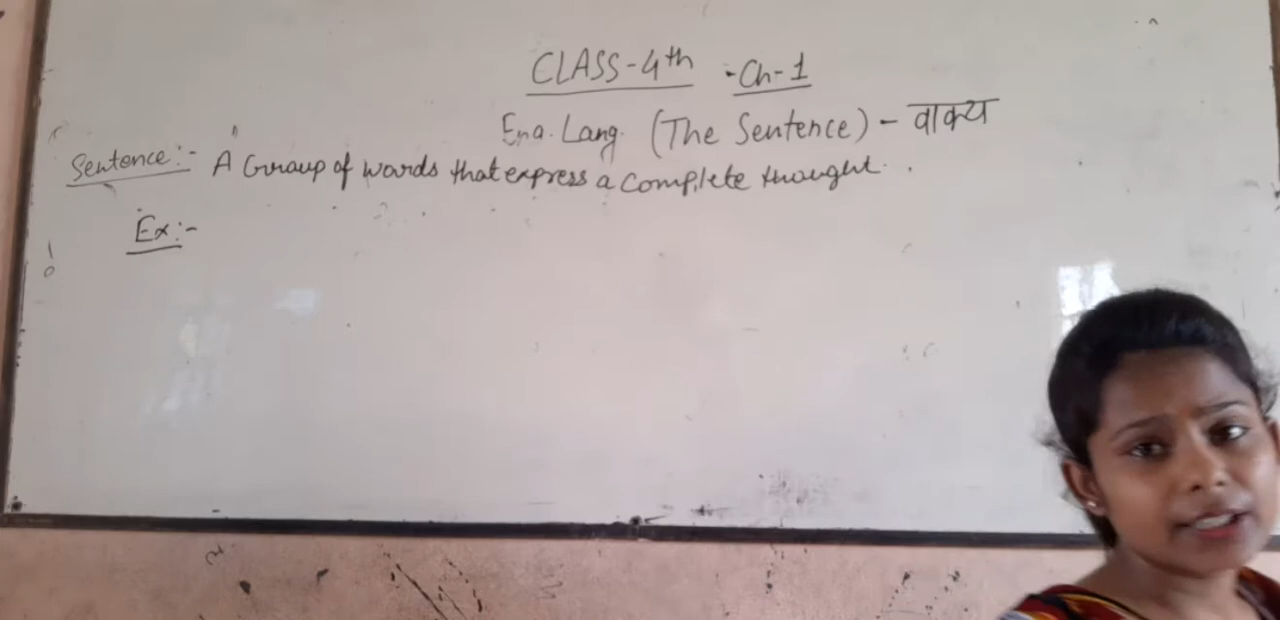 CLASS-4th -Ch-1
Eng. Lang. (The Sentence) - वाक्य
Sentence:- A Group of words that express a complete thought.
Ex:-